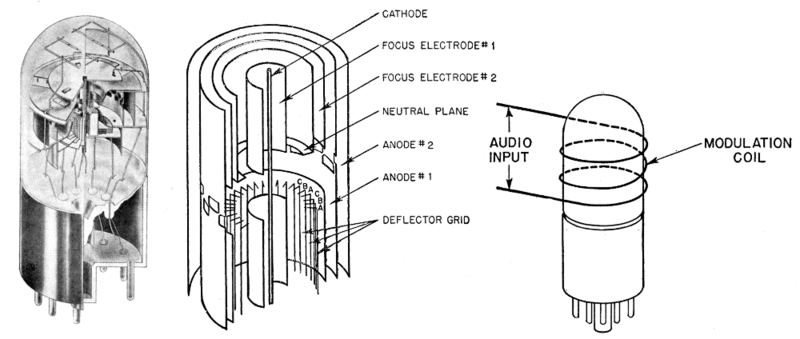 CATHODE
FOCUS ELECTRODE #1
FOCUS ELECTRODE #2
NEUTRAL PLANE
ANODE #2
ANODE #1
DEFLECTOR GRID
C B A C B A
AUDIO
INPUT
MODULATION
COIL